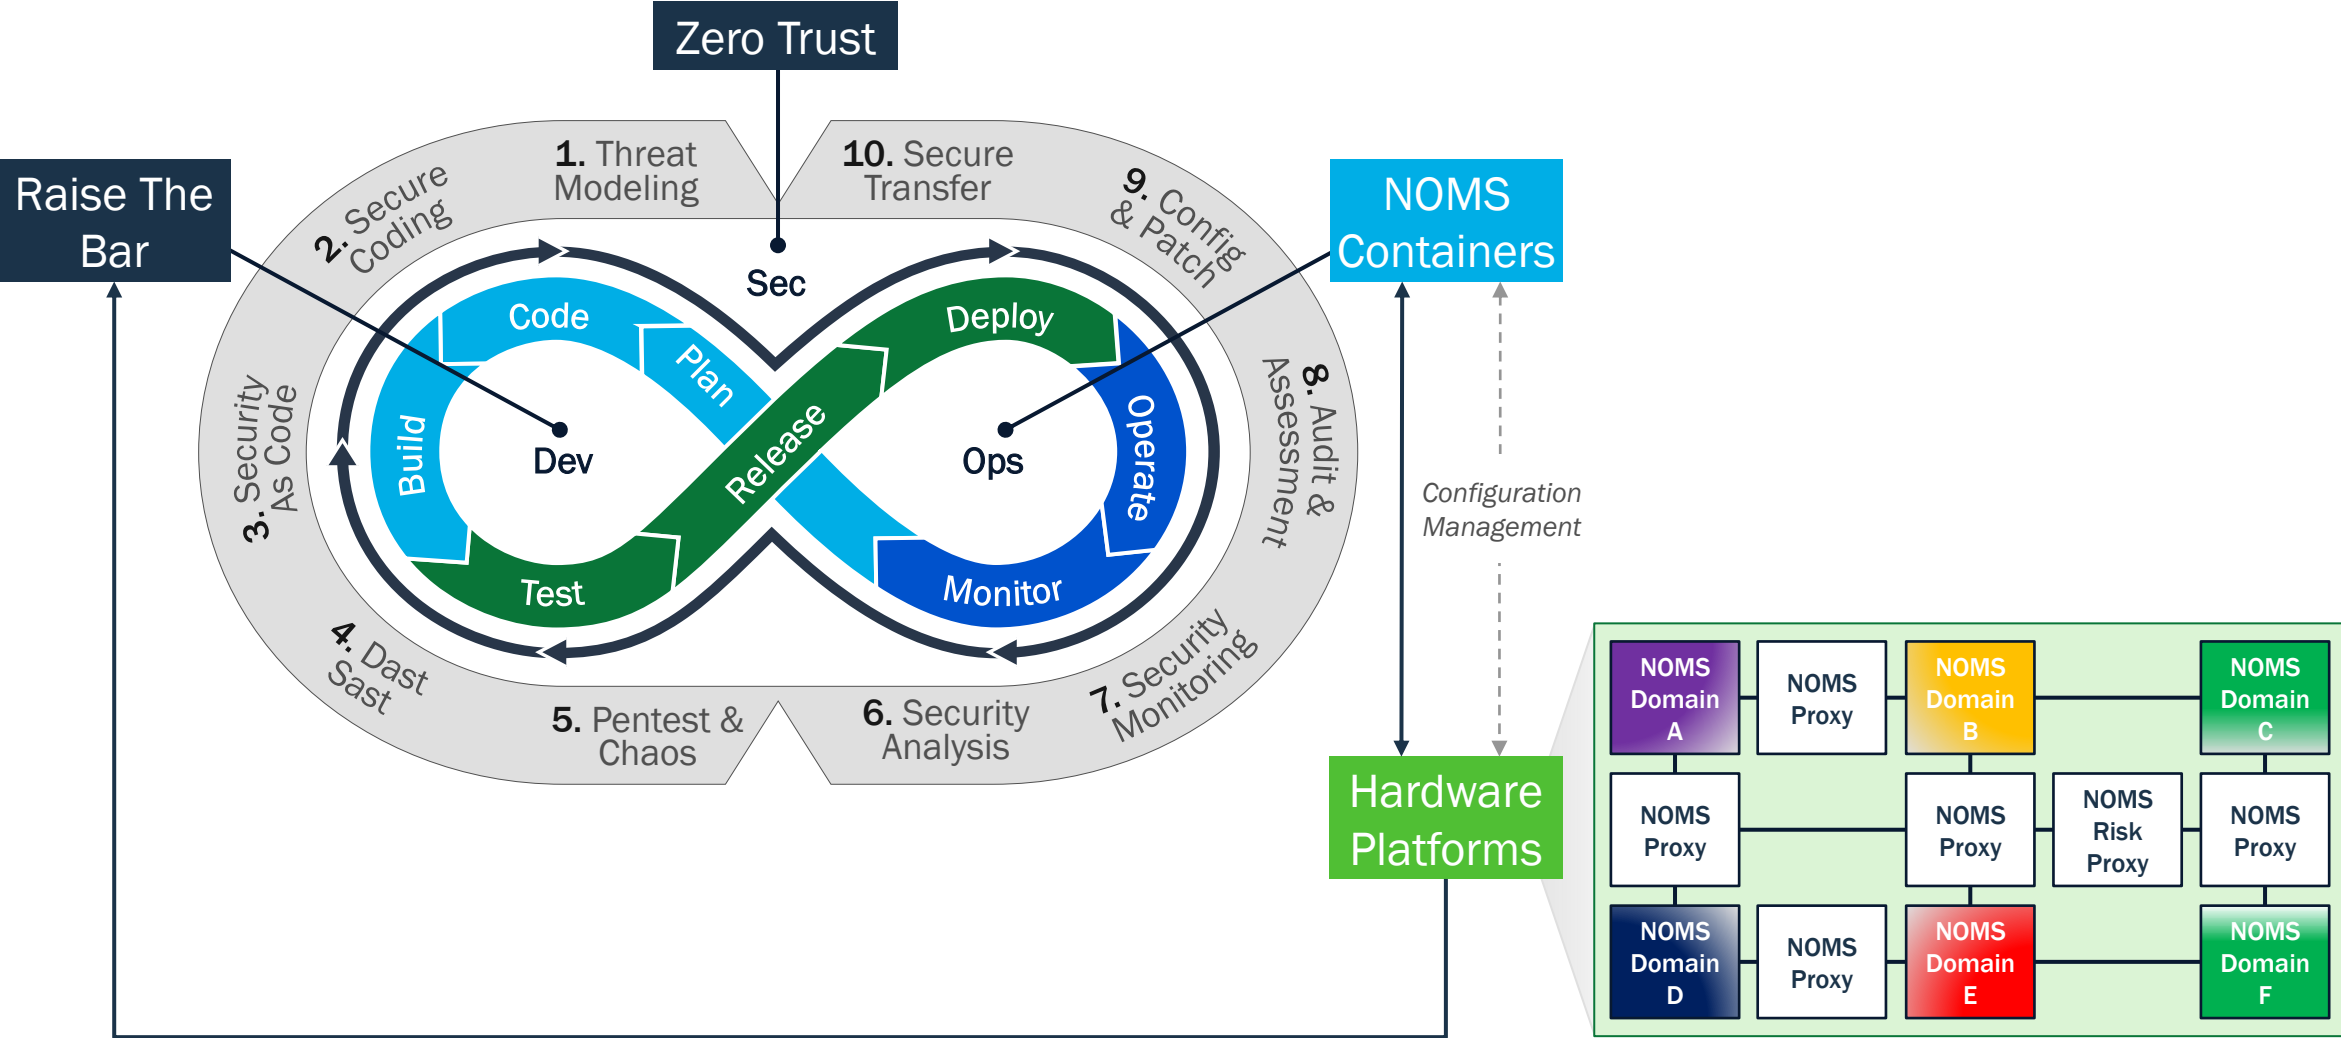 Zero Trust
Raise The
Bar
1. Threat
Modeling
10. Secure
Transfer
2. Secure
Coding
9. Config
& Patch
NOMS
Containers
Sec
Code
Plan
Deploy
Build
Dev
Release
Ops
Operate
3. Security
As Code
8. Audit &
Assessment
Configuration
Management
Test
Monitor
4. Dast
Sast
7. Security
Monitoring
5. Pentest &
Chaos
6. Security
Analysis
Hardware
Platforms
NOMS
Domain
A
NOMS
Proxy
NOMS
Domain
B
NOMS
Domain
C
NOMS
Proxy
NOMS
Proxy
NOMS
Risk
Proxy
NOMS
Proxy
NOMS
Domain
D
NOMS
Proxy
NOMS
Domain
E
NOMS
Domain
F